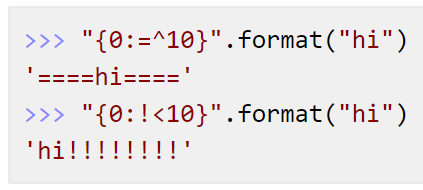 >>> "{0:=^10}".format("hi")
'====hi===='
>>> "{0:!<10}".format("hi")
'hi!!!!!!!!'